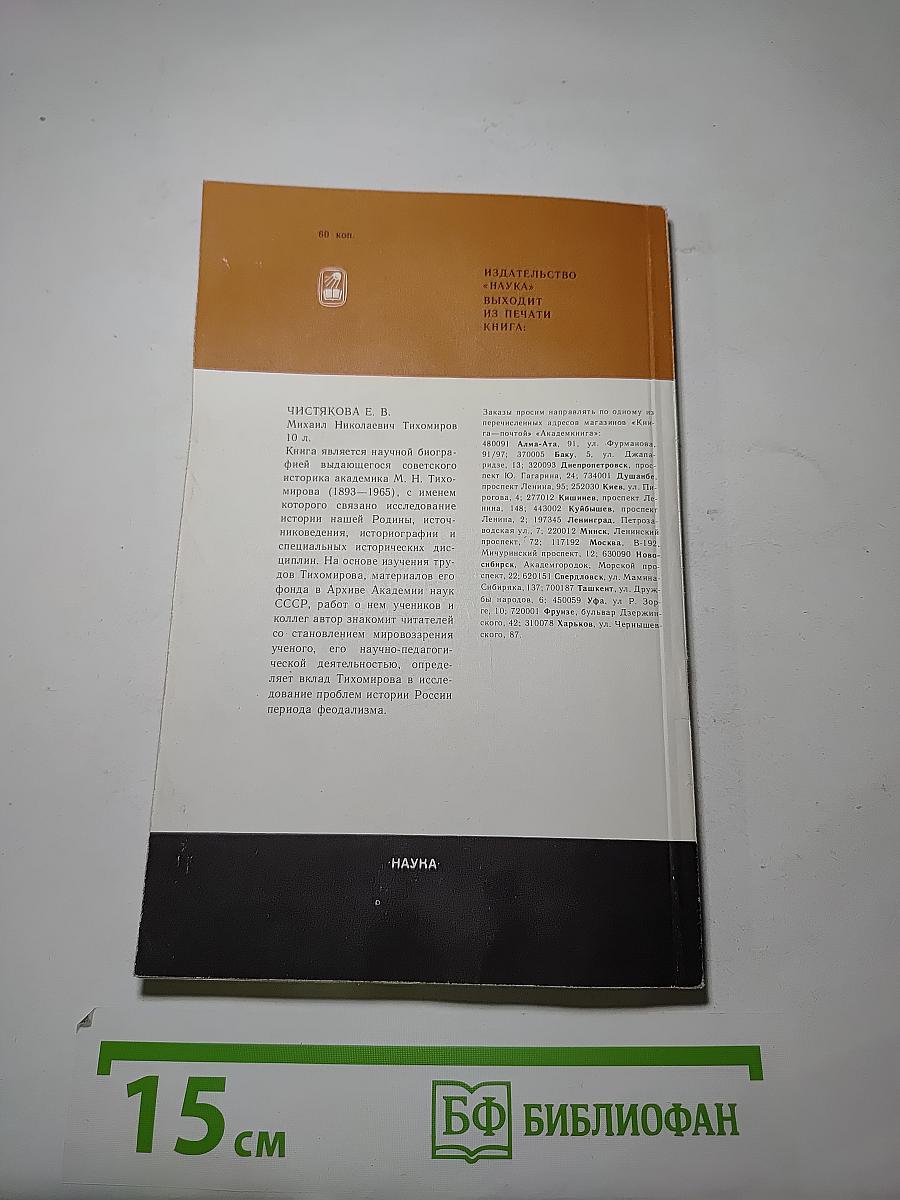 60 коп.
ИЗДАТЕЛЬСТВО
«НАУКА»
ВЫХОДИТ
ИЗ ПЕЧАТИ
КНИГА:
ЧИСТЯКОВА Е. В.
Михаил Николаевич Тихомиров
10 л.
Книга является научной биогра-
фией выдающегося советского
историка академика М. Н. Тихо-
мирова (1893—1965), с именем
которого связано исследование
истории нашей Родины, источ-
никоведения, историографии и
специальных исторических дис-
циплин. На основе изучения тру-
дов Тихомирова, материалов его
фонда в Архиве Академии наук
СССР, работ о нем учеников и
коллег автор знакомит читателей
со становлением мировоззрения
ученого, его научно-педагоги-
ческой деятельностью, опреде-
ляет вклад Тихомирова в иссле-
дование проблем истории России
периода феодализма.
Заказы просим направлять по одному из
перечисленных адресов магазинов «Кни-
га—почтой» «Академкнига»:
480091 Алма-Ата, 91, ул. Фурманова,
91/97; 370005 Баку, 5, ул. Джапа-
ридзе, 13; 320093 Днепропетровск, прос-
пект Ю. Гагарина, 24; 734001 Душанбе,
проспект Ленина, 95; 252030 Киев, ул. Пи-
рогова, 4; 277012 Кишинев, проспект Ле-
нина, 148; 443002 Куйбышев, проспект
Ленина, 2; 197345 Ленинград, Петроза-
водская ул., 7; 220012 Минск, Ленинский
проспект, 72; 117192 Москва, В-192,
Мичуринский проспект, 12; 630090 Ново-
сибирск, Академгородок, Морской про-
спект, 22; 620151 Свердловск, ул. Мамина-
Сибиряка, 137; 700187 Ташкент, ул. Друж-
бы народов, 6; 450059 Уфа, ул Р. Зор-
ге, 10; 720001 Фрунзе, бульвар Дзержин-
ского, 42; 310078 Харьков, ул. Чернышев-
ского, 87.
·НАУКА·
15 см
БФ БИБЛИОФАН